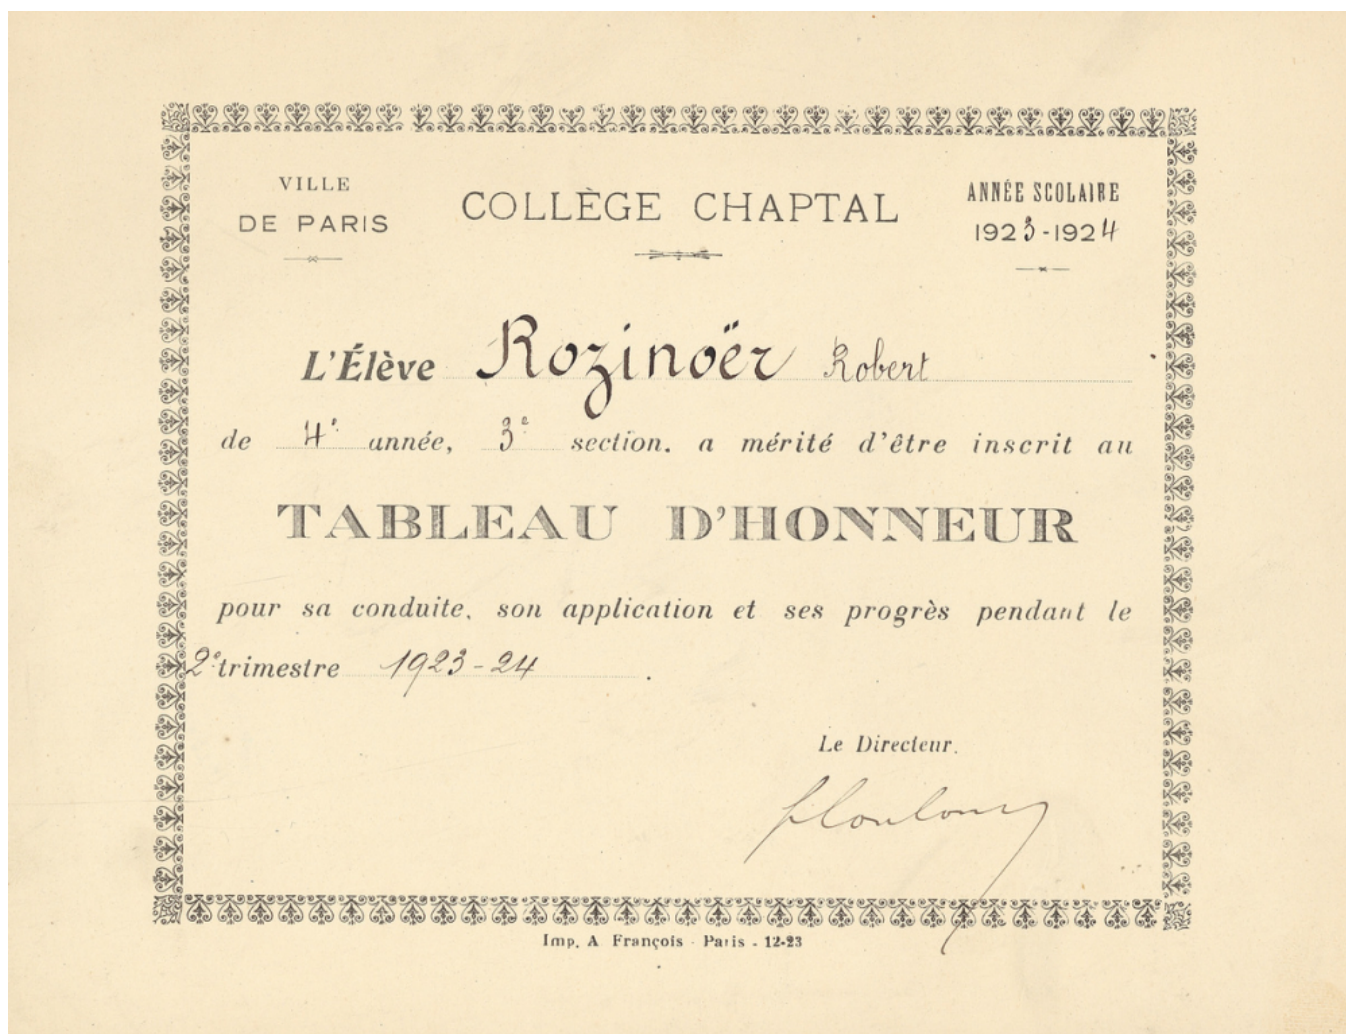 VILLE
DE PARIS
COLLÈGE CHAPTAL
ANNÉE SCOLAIRE
1923-1924
L'Élève Rozinoër Robert
de 4e année, 3e section. a mérité d'être inscrit au
TABLEAU D'HONNEUR
pour sa conduite, son application et ses progrès pendant le
2e trimestre 1923-24.
Le Directeur.
Imp. A François - Paris - 12-23